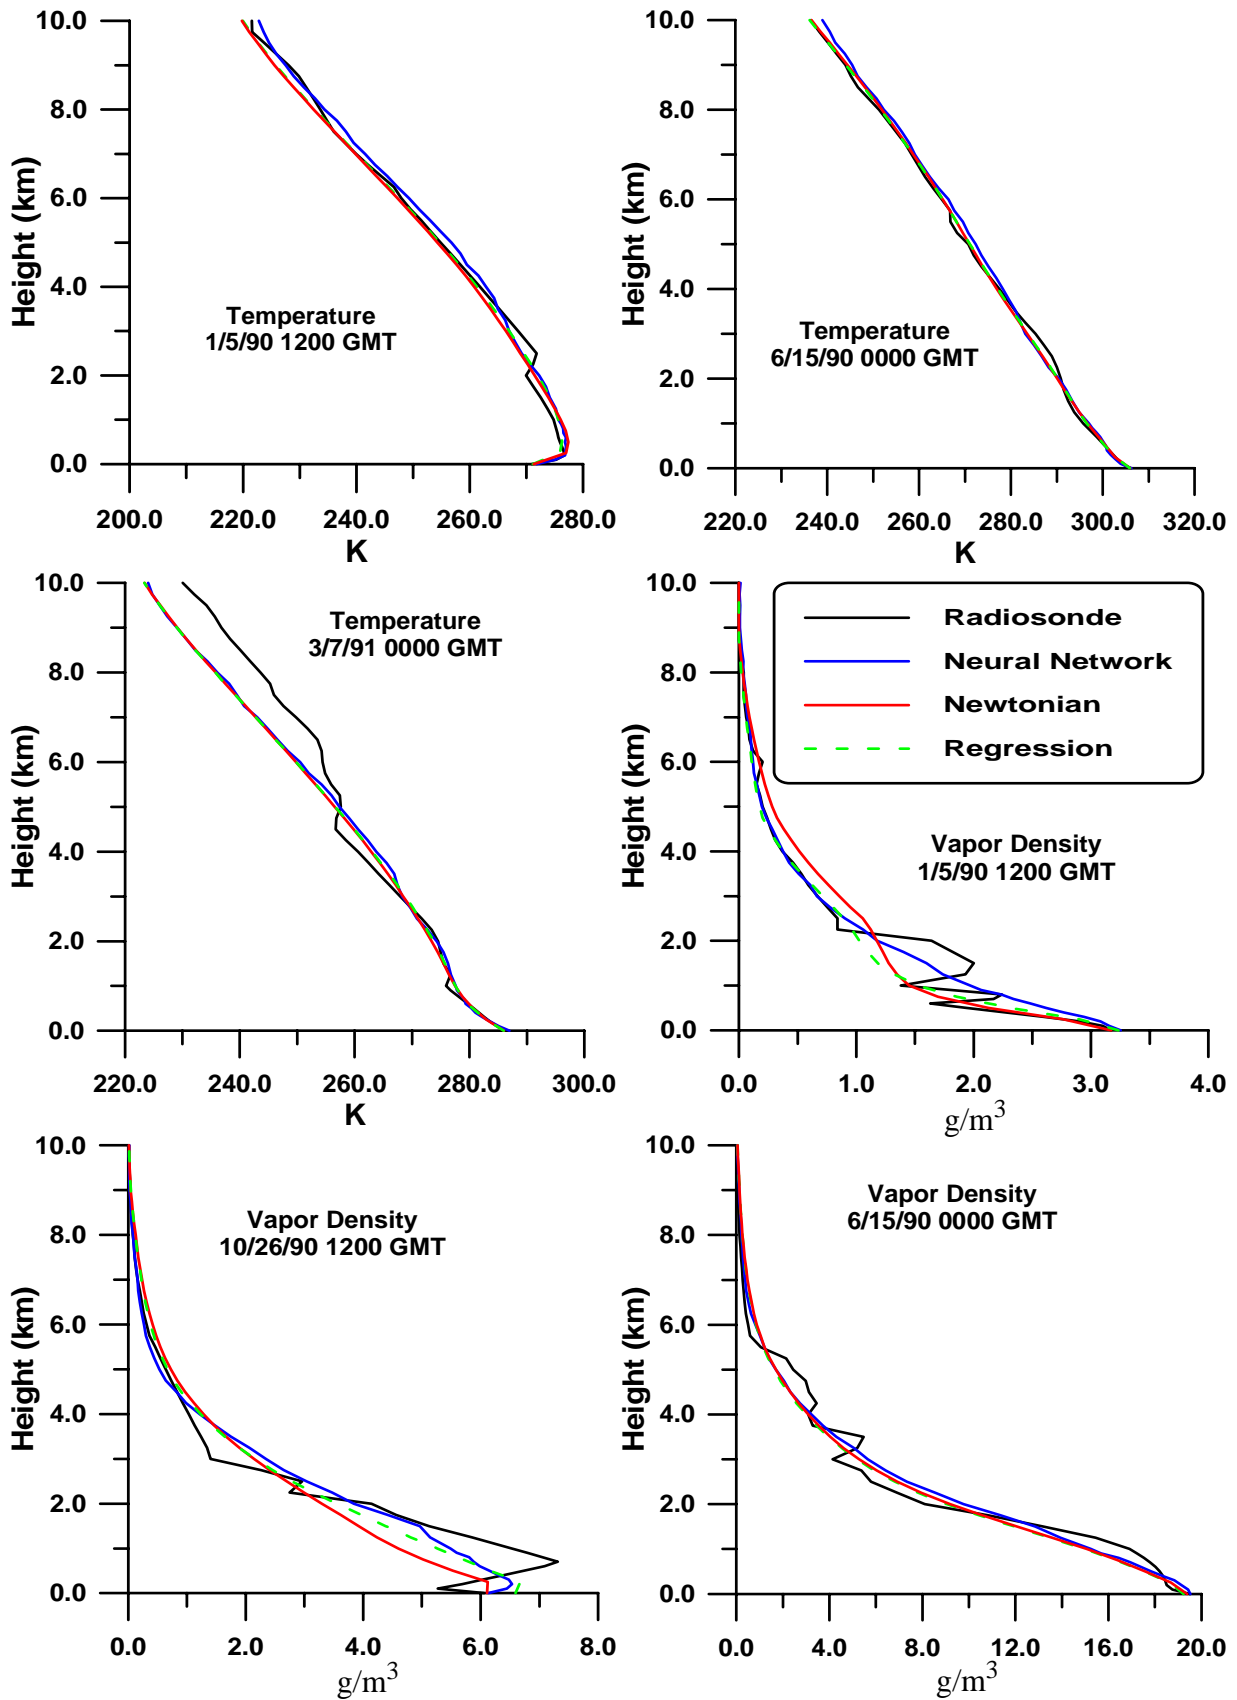 10.0
8.0
6.0
4.0
2.0
0.0
Height (km)
Temperature
1/5/90 1200 GMT
200.0 220.0 240.0 260.0 280.0
K
10.0
8.0
6.0
4.0
2.0
0.0
Height (km)
Temperature
6/15/90 0000 GMT
220.0 240.0 260.0 280.0 300.0 320.0
K
10.0
8.0
6.0
4.0
2.0
0.0
Height (km)
Temperature
3/7/91 0000 GMT
220.0 240.0 260.0 280.0 300.0
K
10.0
8.0
6.0
4.0
2.0
0.0
Height (km)
Radiosonde
Neural Network
Newtonian
Regression
Vapor Density
1/5/90 1200 GMT
0.0 1.0 2.0 3.0 4.0
g/m³
10.0
8.0
6.0
4.0
2.0
0.0
Height (km)
Vapor Density
10/26/90 1200 GMT
0.0 2.0 4.0 6.0 8.0
g/m³
10.0
8.0
6.0
4.0
2.0
0.0
Height (km)
Vapor Density
6/15/90 0000 GMT
0.0 4.0 8.0 12.0 16.0 20.0
g/m³